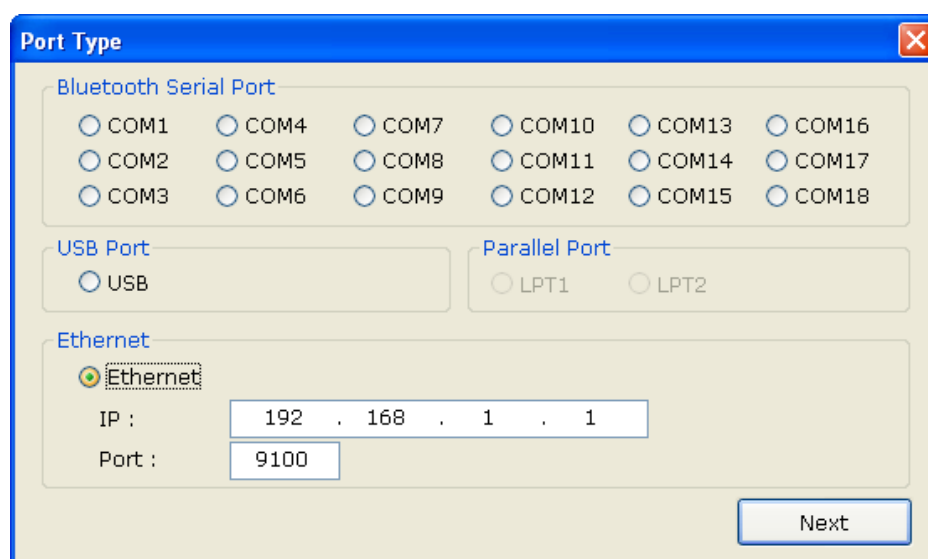 Port Type
Bluetooth Serial Port
COM1 COM4 COM7 COM10 COM13 COM16
COM2 COM5 COM8 COM11 COM14 COM17
COM3 COM6 COM9 COM12 COM15 COM18
USB Port Parallel Port
USB LPT1 LPT2
Ethernet
Ethernet
IP : 192 . 168 . 1 . 1
Port : 9100
Next